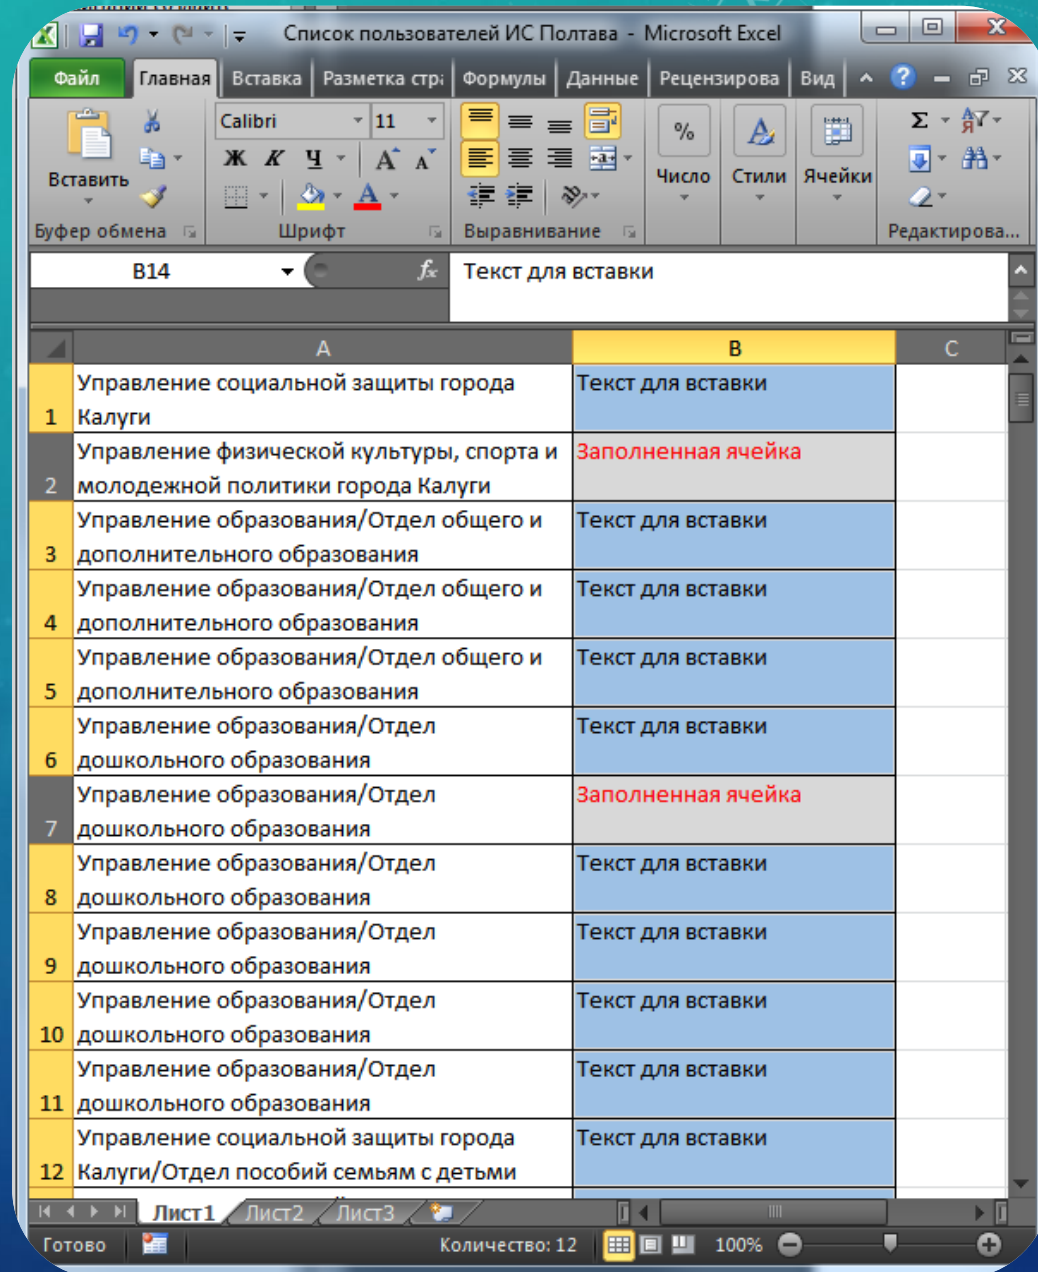 Список пользователей ИС Полтава - Microsoft Excel
Файл Главная Вставка Разметка стра Формулы Данные Рецензирова Вид
Calibri 11
Вставить
Ж К Ч А А
А
%
Число Стили Ячейки
Σ
Буфер обмена Шрифт Выравнивание Редактирова...
B14 fx Текст для вставки
A B C
1 Управление социальной защиты города Калуги Текст для вставки
2 Управление физической культуры, спорта и молодежной политики города Калуги Заполненная ячейка
3 Управление образования/Отдел общего и дополнительного образования Текст для вставки
4 Управление образования/Отдел общего и дополнительного образования Текст для вставки
5 Управление образования/Отдел общего и дополнительного образования Текст для вставки
6 Управление образования/Отдел дошкольного образования Текст для вставки
7 Управление образования/Отдел дошкольного образования Заполненная ячейка
8 Управление образования/Отдел дошкольного образования Текст для вставки
9 Управление образования/Отдел дошкольного образования Текст для вставки
10 Управление образования/Отдел дошкольного образования Текст для вставки
11 Управление образования/Отдел дошкольного образования Текст для вставки
12 Управление социальной защиты города Калуги/Отдел пособий семьям с детьми Текст для вставки
Лист1 Лист2 Лист3
Готово Количество: 12 100%